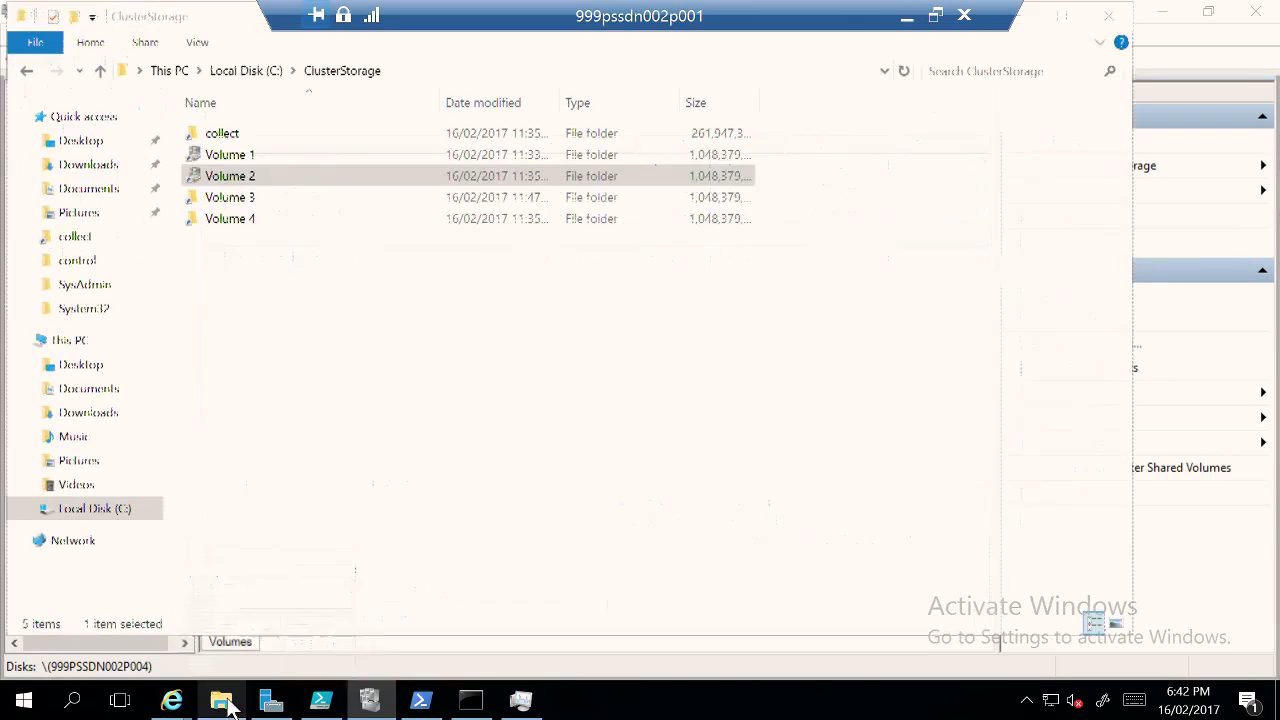 ClusterStorage
999pssdn002p001
File Home Share View
This PC Local Disk (C:) ClusterStorage
Search ClusterStorage
Name Date modified Type Size
Quick access
Desktop
Downloads
Documents
Pictures
collect
control
SysAdmin
System32
This PC
Desktop
Documents
Downloads
Music
Pictures
Videos
Local Disk (C:)
Network
collect 16/02/2017 11:35... File folder 261,947,3...
Volume 1 16/02/2017 11:33... File folder 1,048,379,...
Volume 2 16/02/2017 11:35... File folder 1,048,379,...
Volume 3 16/02/2017 11:47... File folder 1,048,379,...
Volume 4 16/02/2017 11:35... File folder 1,048,379,...
er Shared Volumes
5 items 1 item selected
Activate Windows
Go to Settings to activate Windows.
Volumes
Disks: \(999PSSDN002P004)
:42 PM
16/02/2017
1